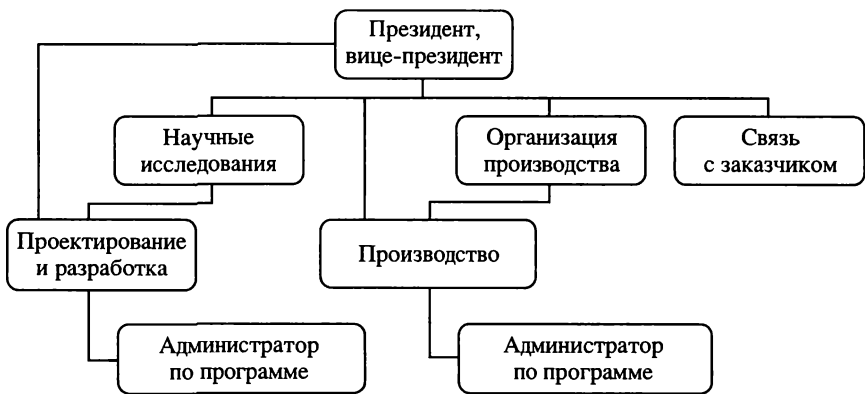 Президент,
вице-президент
Научные
исследования
Организация
производства
Связь
с заказчиком
Проектирование
и разработка
Производство
Администратор
по программе
Администратор
по программе